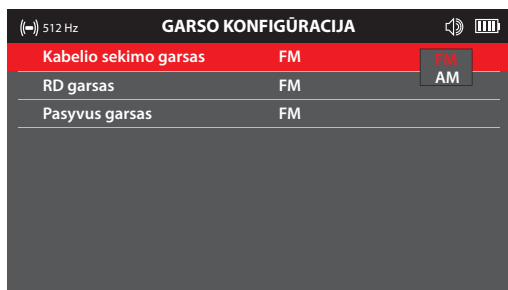 512 Hz GARSO KONFIGŪRACIJA
Kabelio sekimo garsas FM FM
RD garsas FM AM
Pasyvus garsas FM